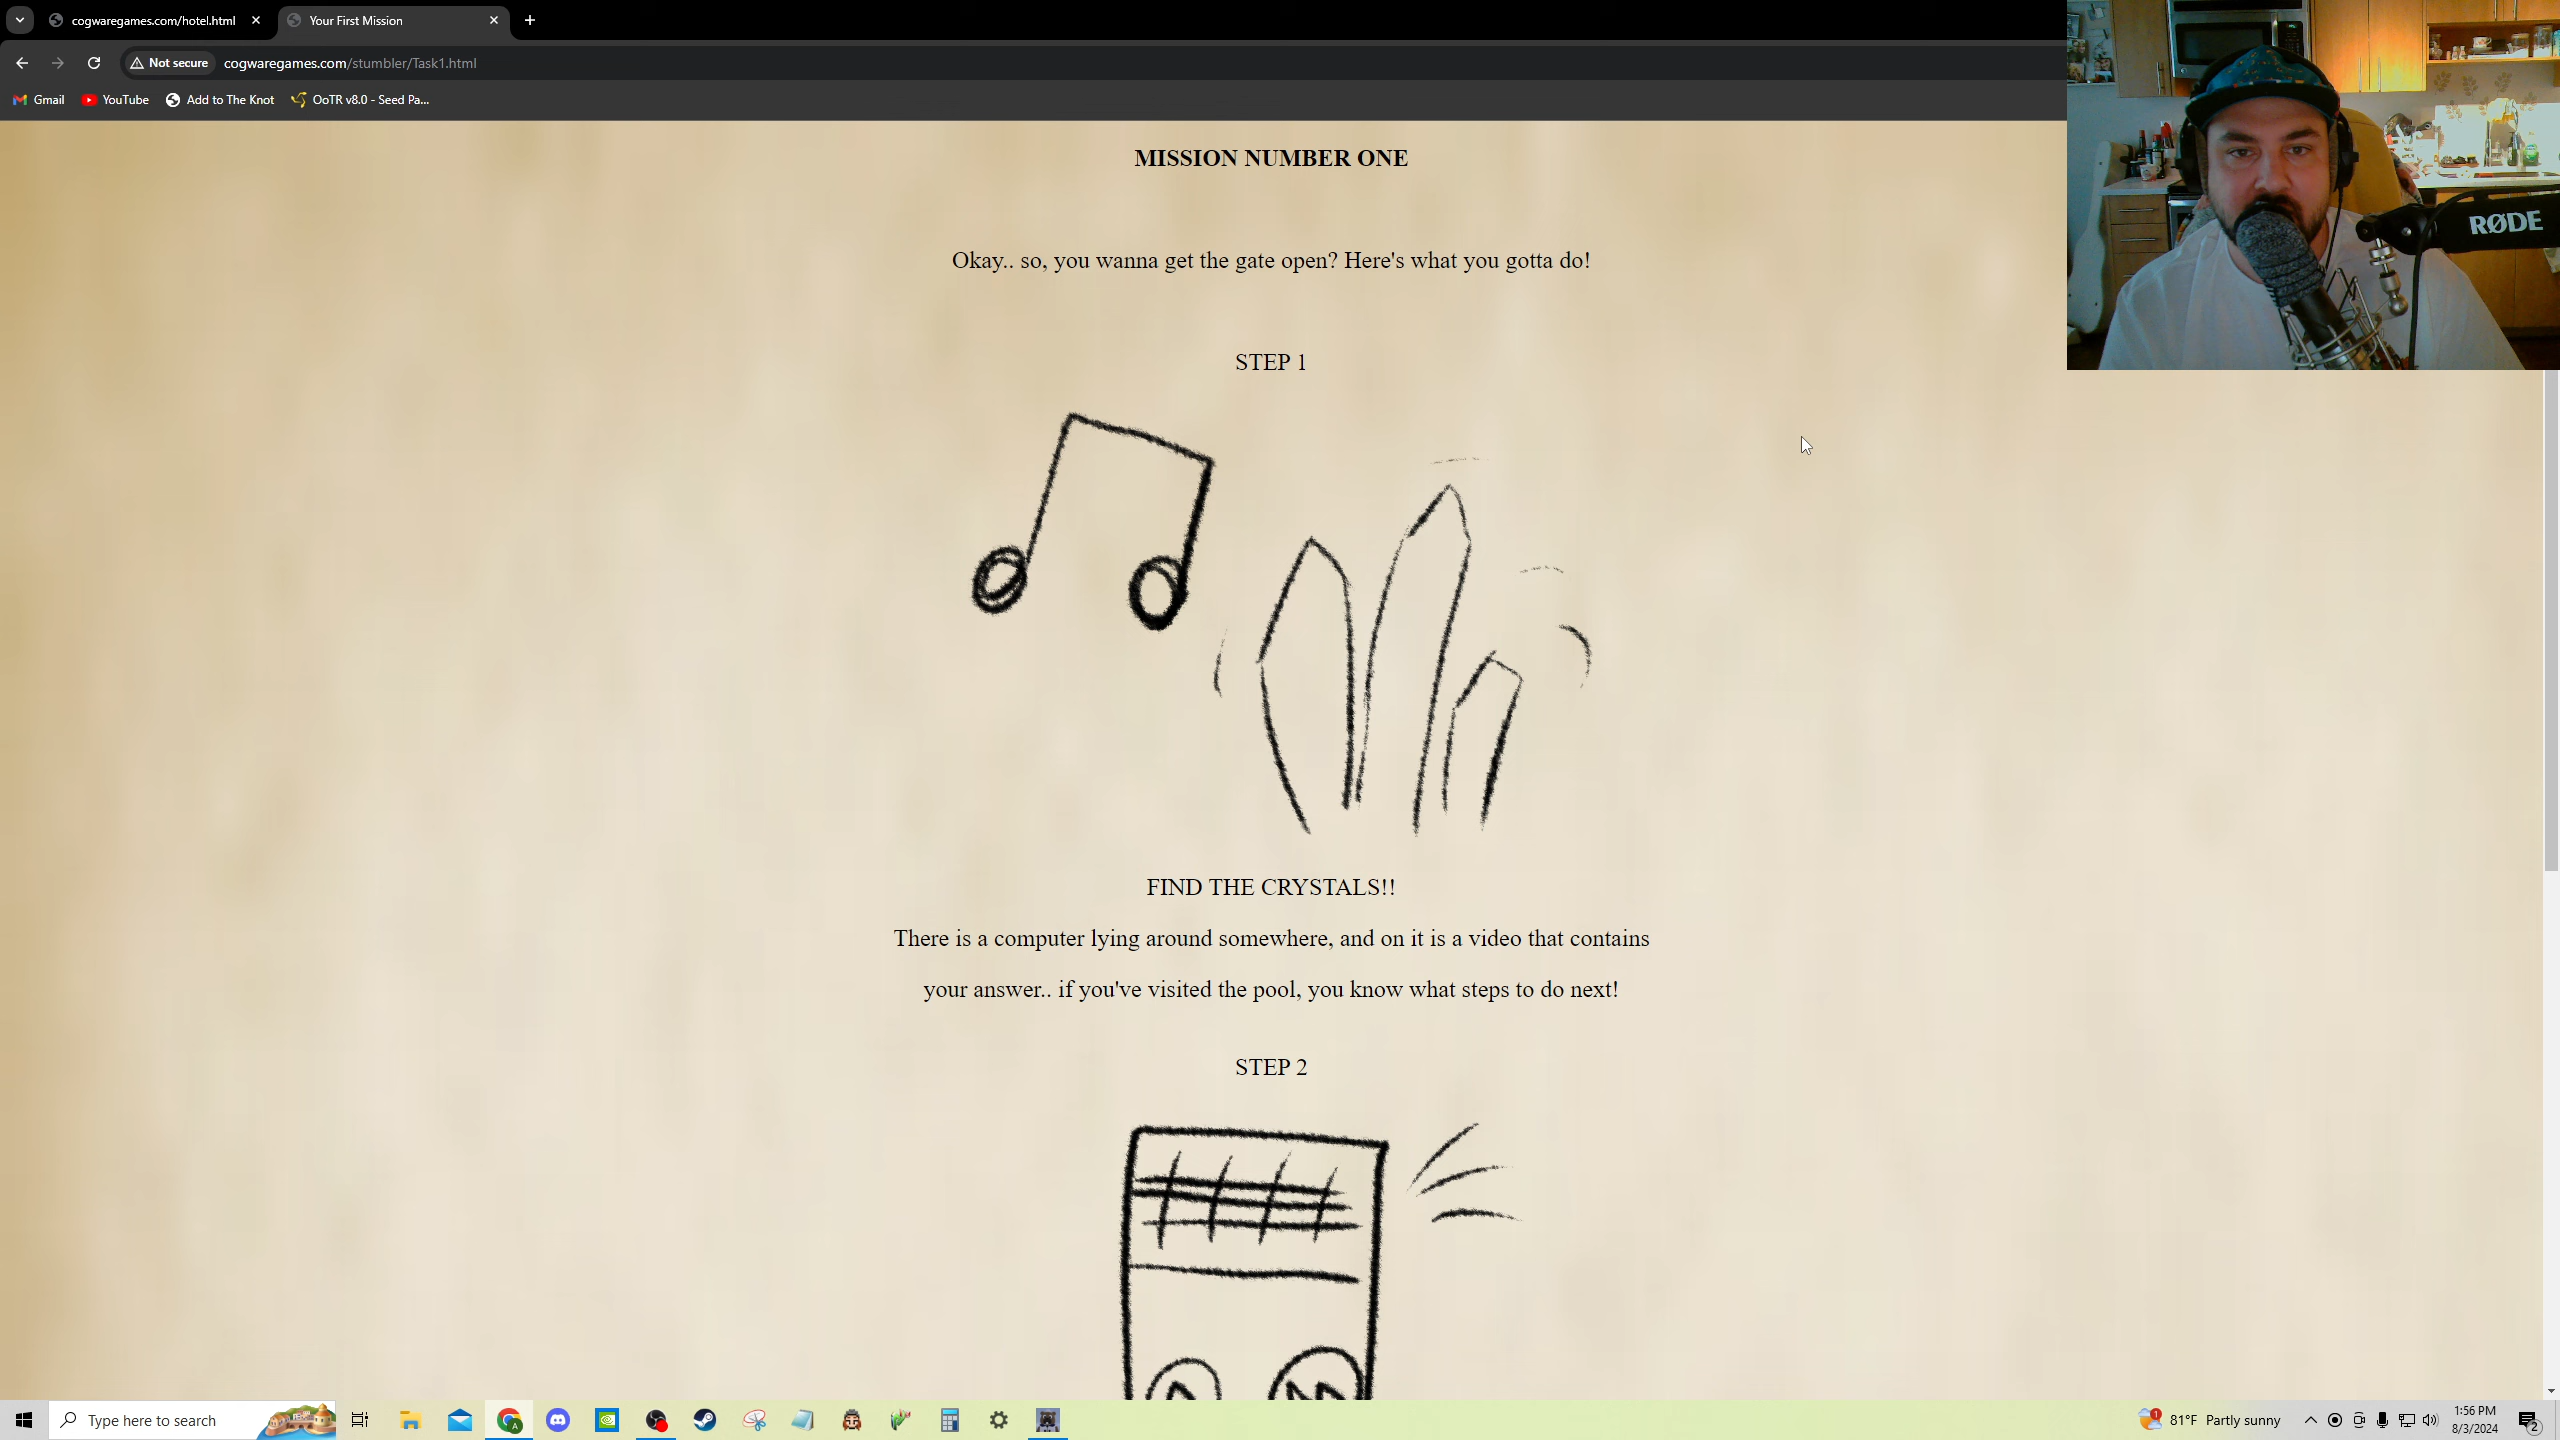 cogwaregames.com/hotel.html
Your First Mission
Not secure
cogwaregames.com/stumbler/Task1.html
Gmail
YouTube
Add to The Knot
OoTR v8.0 - Seed Pa...
RØDE
MISSION NUMBER ONE
Okay.. so, you wanna get the gate open? Here's what you gotta do!
STEP 1
FIND THE CRYSTALS!!
There is a computer lying around somewhere, and on it is a video that contains
your answer.. if you've visited the pool, you know what steps to do next!
STEP 2
Type here to search
81°F Partly sunny
1:56 PM
8/3/2024